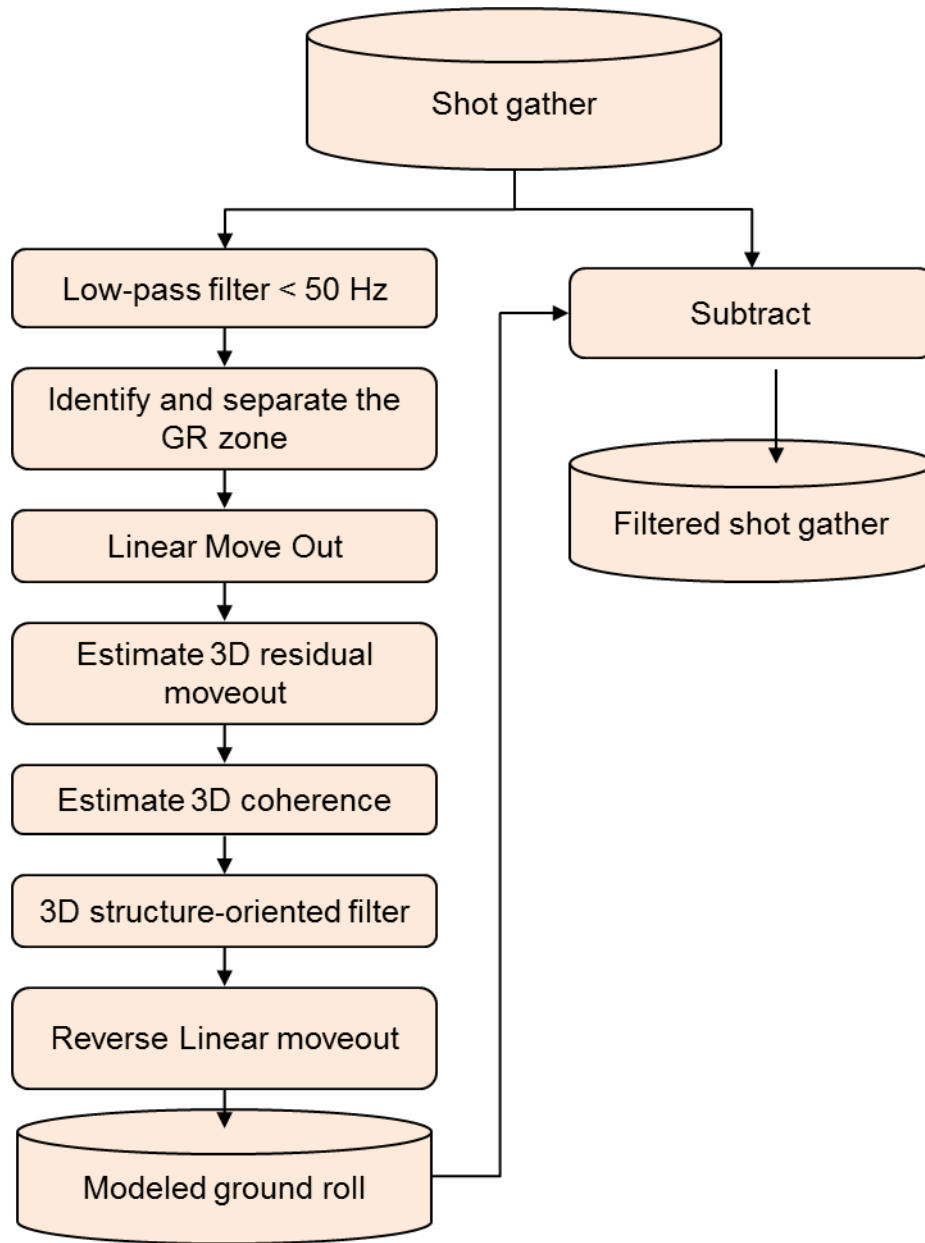 Shot gather
Low-pass filter < 50 Hz
Identify and separate the
GR zone
Linear Move Out
Estimate 3D residual
moveout
Estimate 3D coherence
3D structure-oriented filter
Reverse Linear moveout
Modeled ground roll
Subtract
Filtered shot gather